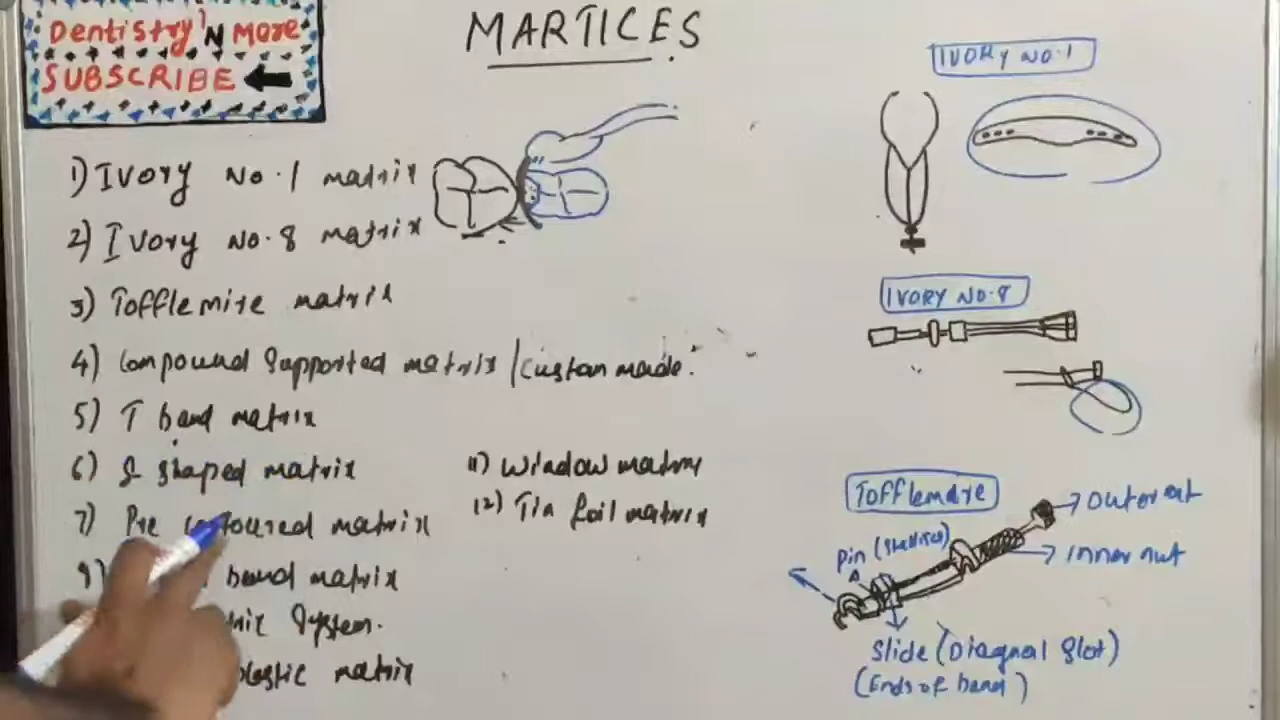 Dentistry'N More
SUBSCRIBE
MARTICES
1) Ivory No.1 matrix
2) Ivory No.8 matrix
3) Tofflemire matrix
4) Compound Supported matrix / Custom made.
5) T band matrix
6) S shaped matrix
7) Pre contoured matrix
band matrix
System.
matrix
11) Window matrix
12) Tin foil matrix
IVORY NO.1
IVORY NO.8
Tofflemire
Outer nut
Pin
Inner nut
Slide (Diagnal Slot)
(Ends of band)